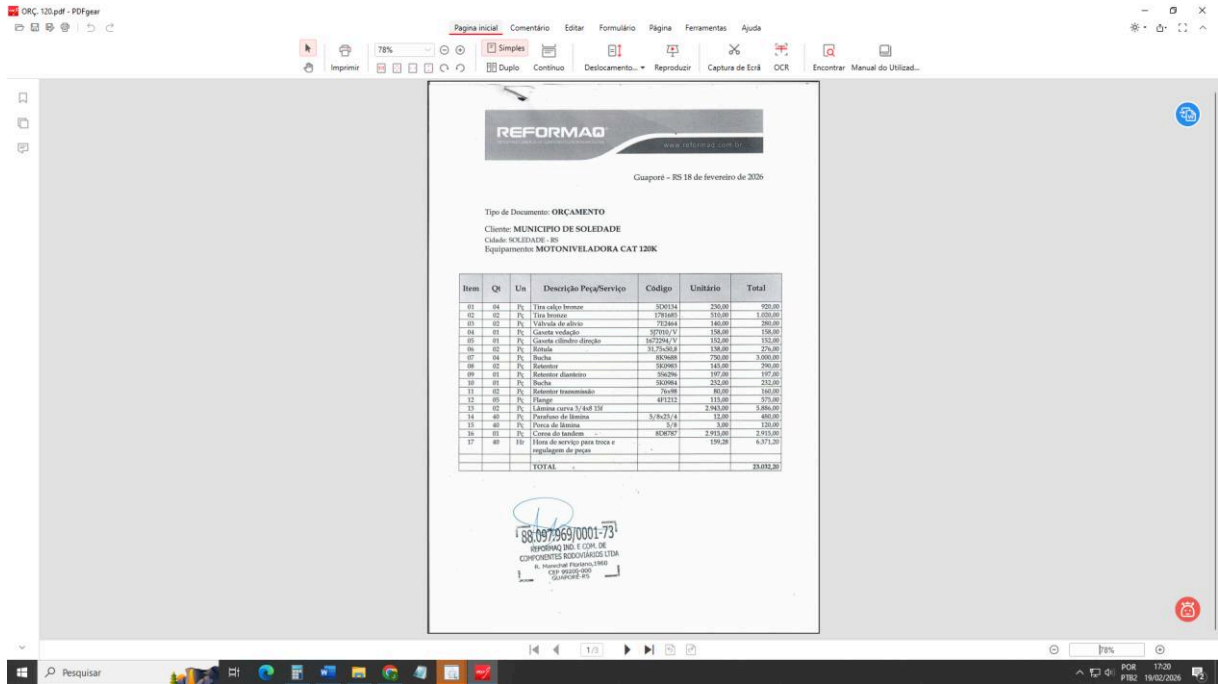 ORÇ. 120.pdf - PDFgear
Pagina inicial Comentário Editar Formulário Página Ferramentas Ajuda
78% Simples
Imprimir Duplo Contínuo Deslocamento... Reproduzir Captura de Ecrã OCR Encontrar Manual do Utilizad...
REFORMAQ
www.reformaq.com.br
Guaporé – RS 18 de fevereiro de 2026
Tipo de Documento: ORÇAMENTO
Cliente: MUNICIPIO DE SOLEDADE
Cidade: SOLEDADE - RS
Equipamento: MOTONIVELADORA CAT 120K
Item Qt Un Descrição Peça/Serviço Código Unitário Total
01 04 Pç Tira calço bronze 5D0134 230,00 920,00
02 02 Pç Tira bronze 1781685 510,00 1.020,00
03 02 Pç Válvula de alívio 7J2464 140,00 280,00
04 01 Pç Gaxeta vedação 5J7010/V 158,00 158,00
05 01 Pç Gaxeta cilindro direção 1672294/V 152,00 152,00
06 02 Pç Rótula 31,75x50,8 138,00 276,00
07 04 Pç Bucha 8K9688 750,00 3.000,00
08 02 Pç Retentor 5K0983 145,00 290,00
09 01 Pç Retentor dianteiro 5S6296 197,00 197,00
10 01 Pç Bucha 5K0984 232,00 232,00
11 02 Pç Retentor transmissão 76x98 80,00 160,00
12 05 Pç Flange 4F1212 115,00 575,00
13 02 Pç Lâmina curva 3/4x8 15f 2.943,00 5.886,00
14 40 Pç Parafuso de lâmina 5/8x23/4 12,00 480,00
15 40 Pç Porca de lâmina 5/8 3,00 120,00
16 01 Pç Coroa do tandem 8D8787 2.915,00 2.915,00
17 40 Hr Hora de serviço para troca e 159,28 6.371,20
regulagem de peças
TOTAL 23.032,20
88.097.969/0001-73
REFORMAQ IND. E COM. DE
COMPONENTES RODOVIÁRIOS LTDA
R. Marechal Floriano,1960
CEP 99200-000
GUAPORÉ-RS
1/3
78%
Pesquisar
POR 17:20
PTB2 19/02/2026